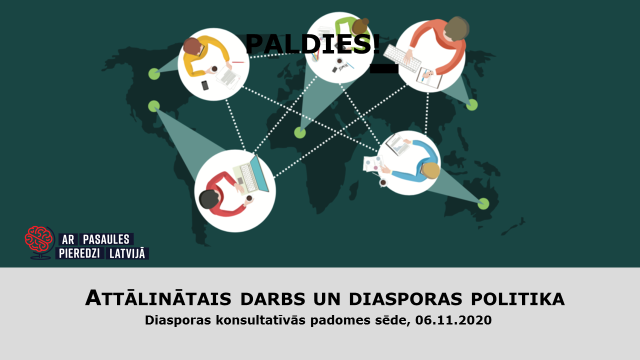 PALDIES!
AR PASAULES
PIEREDZI LATVIJĀ
ATTĀLINĀTAIS DARBS UN DIASPORAS POLITIKA
Diasporas konsultatīvās padomes sēde, 06.11.2020